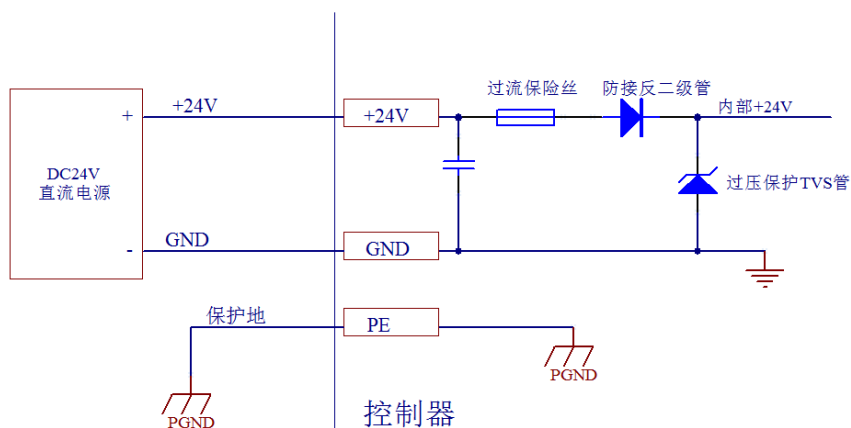 过流保险丝
防接反二级管
+
+24V
+24V
内部+24V
DC24V
直流电源
过压保护TVS管
-
GND
GND
保护地
PE
PGND
PGND
控制器